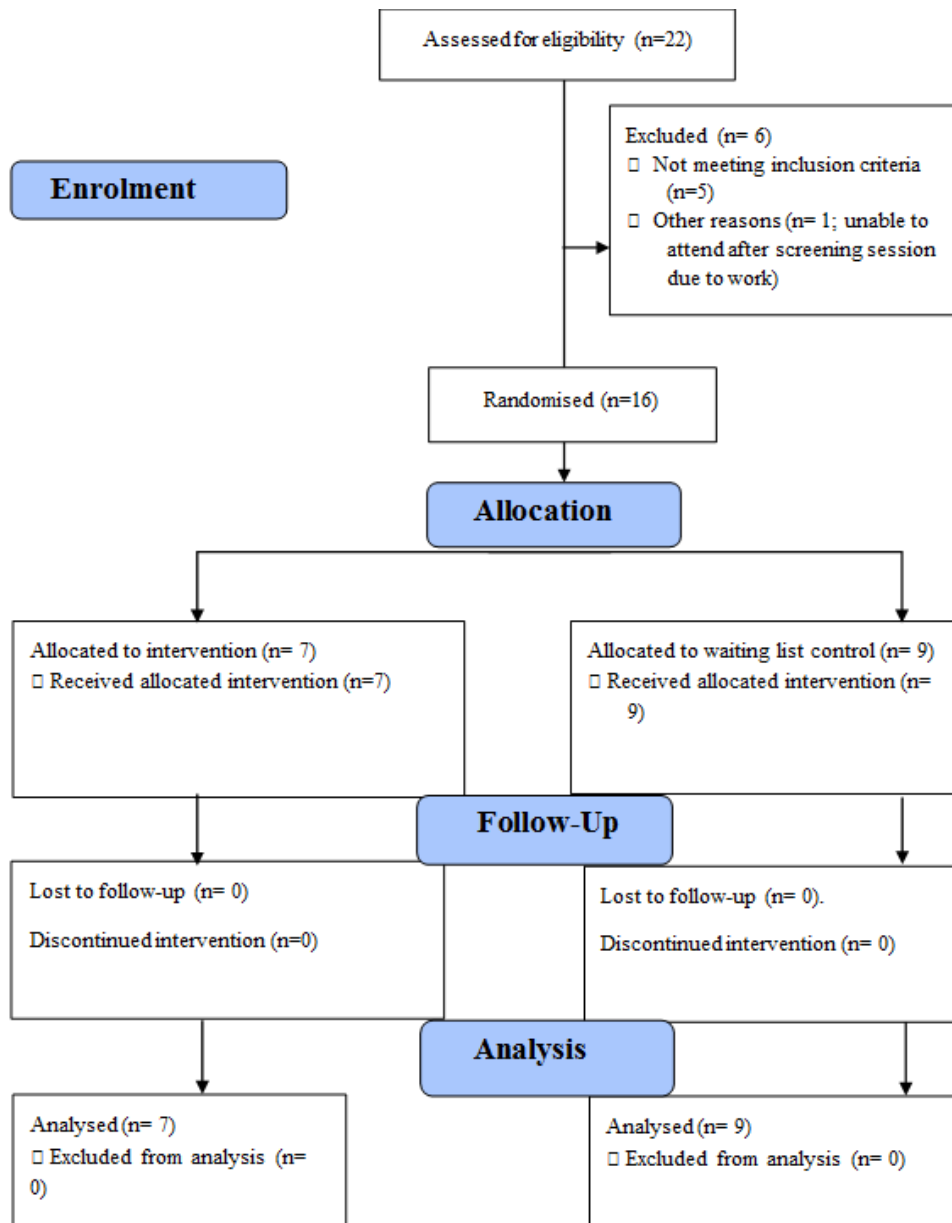 Assessed for eligibility (n=22)
Excluded (n= 6)
□ Not meeting inclusion criteria
(n=5)
□ Other reasons (n= 1; unable to
attend after screening session
due to work)
Enrolment
Randomised (n=16)
Allocation
Allocated to intervention (n= 7)
□ Received allocated intervention (n=7)
Allocated to waiting list control (n= 9)
□ Received allocated intervention (n=
9)
Follow-Up
Lost to follow-up (n= 0)
Discontinued intervention (n=0)
Lost to follow-up (n= 0).
Discontinued intervention (n= 0)
Analysis
Analysed (n= 7)
□ Excluded from analysis (n=
0)
Analysed (n= 9)
□ Excluded from analysis (n= 0)